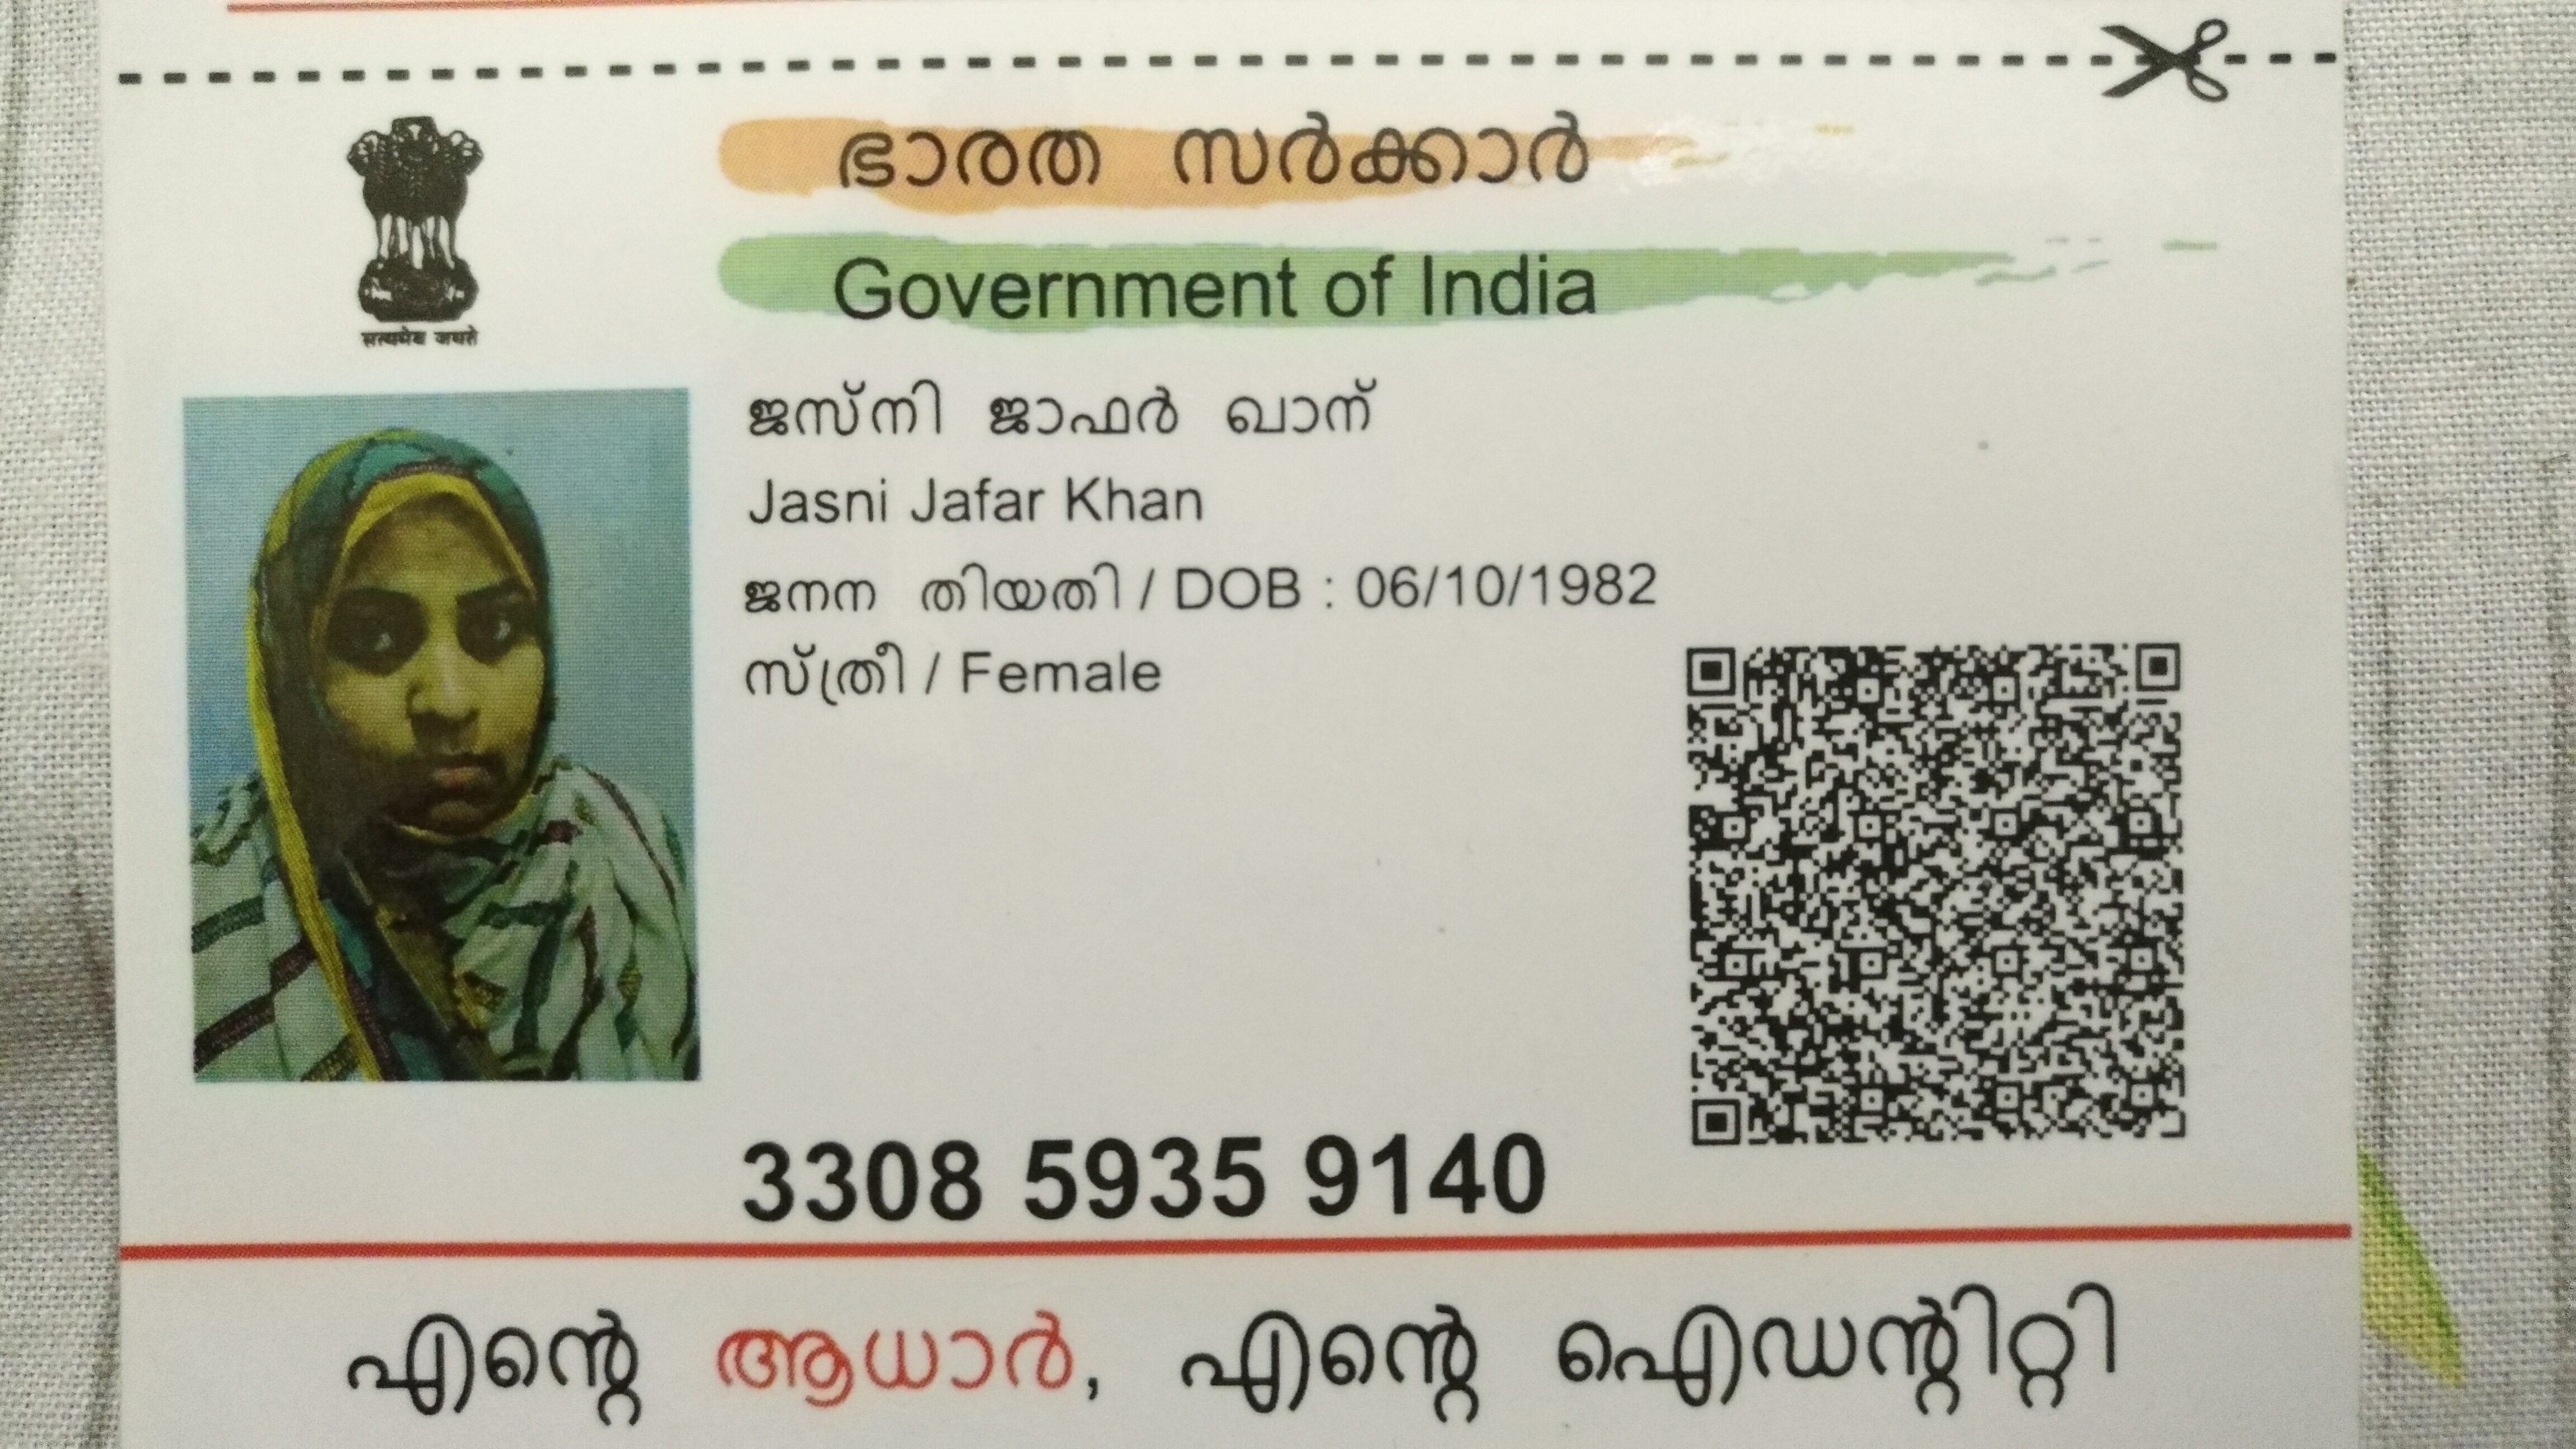 सत्यमेव जयते
ഭാരത സർക്കാർ
Government of India
ജസ്നി ജാഫർ ഖാന്
Jasni Jafar Khan
ജനന തിയതി / DOB : 06/10/1982
സ്ത്രീ / Female
3308 5935 9140
എന്റെ ആധാർ, എന്റെ ഐഡന്റിറ്റി